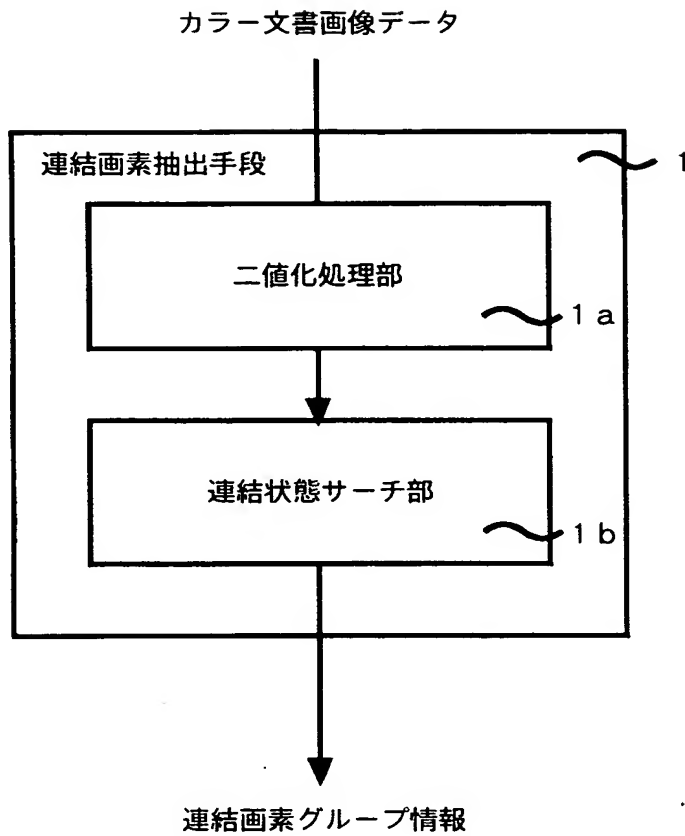 カラー文書画像データ
連結画素抽出手段
1
二値化処理部
1a
連結状態サーチ部
1b
連結画素グループ情報